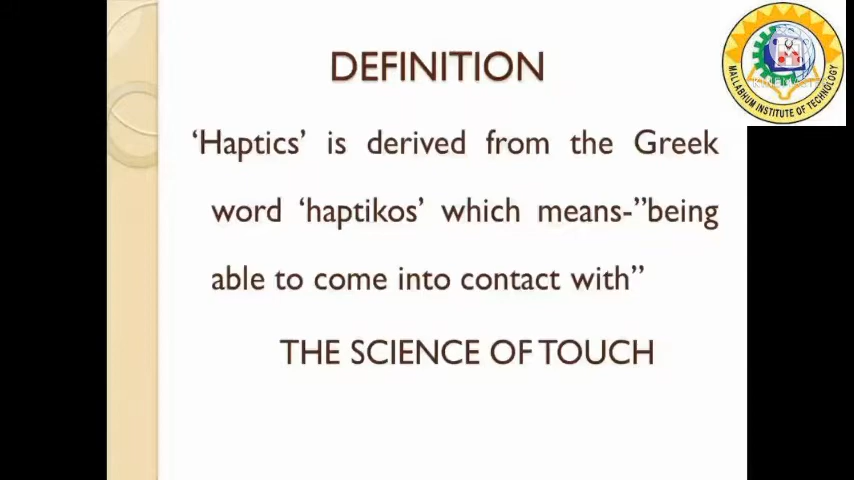 DEFINITION
‘Haptics’ is derived from the Greek
word ‘haptikos’ which means-”being
able to come into contact with”
THE SCIENCE OF TOUCH
MALLABHUM INSTITUTE OF TECHNOLOGY